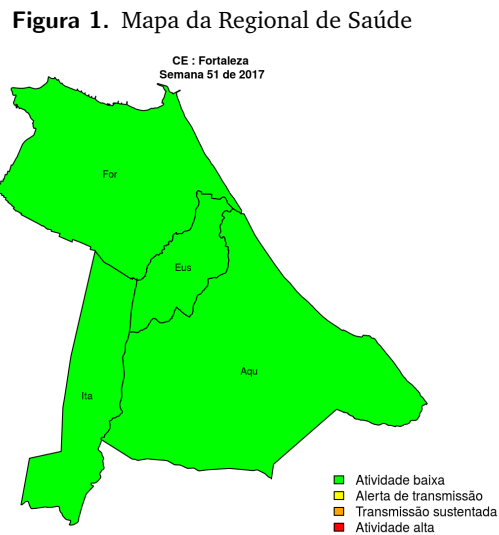 Figura 1. Mapa da Regional de Saúde
CE : Fortaleza
Semana 51 de 2017
For
Eus
Aqu
Ita
Atividade baixa
Alerta de transmissão
Transmissão sustentada
Atividade alta